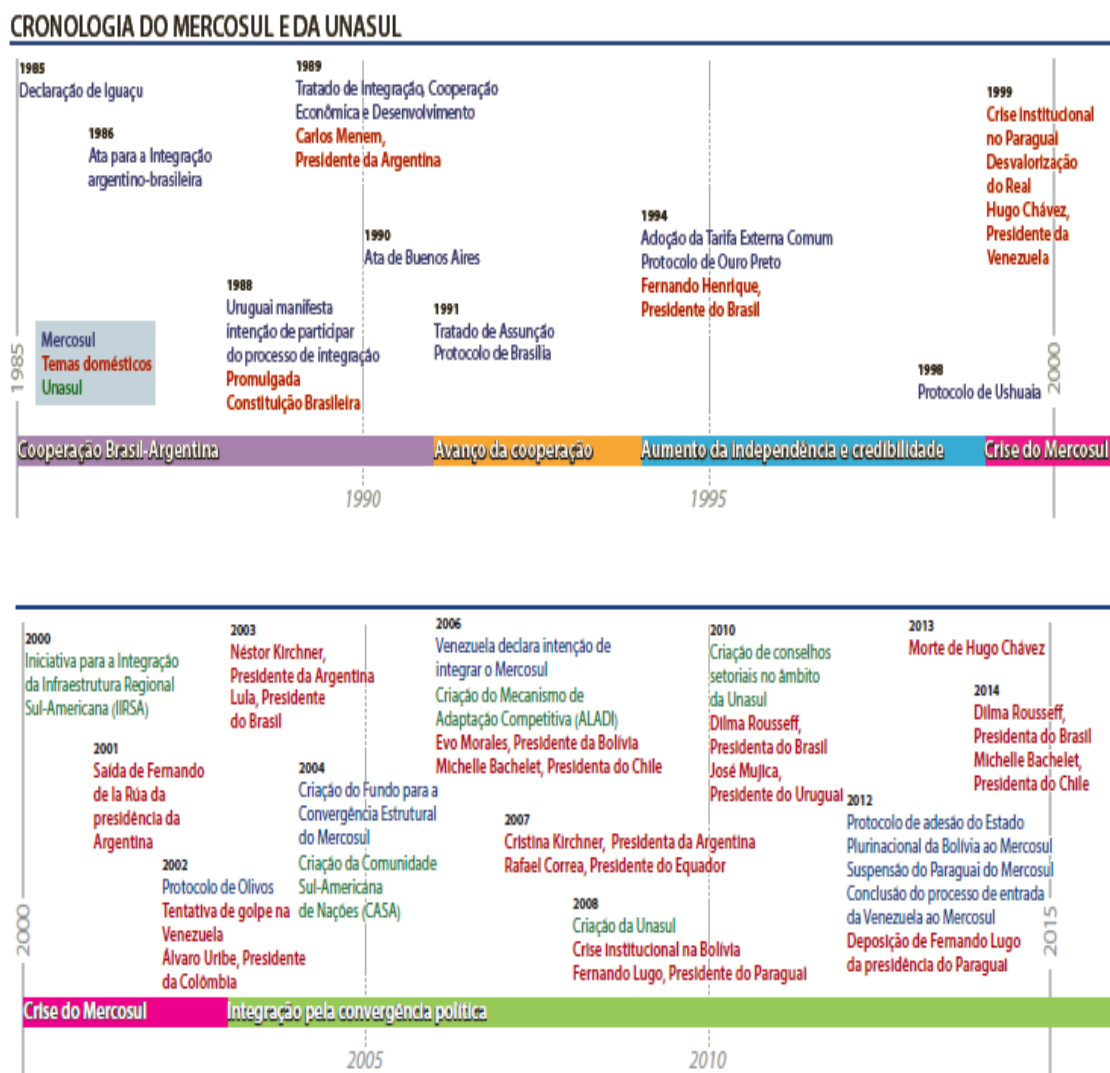 CRONOLOGIA DO MERCOSUL E DA UNASUL
1985
Declaração de Iguaçu
1986
Ata para a Integração
argentino-brasileira
1989
Tratado de Integração, Cooperação
Econômica e Desenvolvimento
Carlos Menem,
Presidente da Argentina
1990
Ata de Buenos Aires
1988
Uruguai manifesta
intenção de participar
do processo de integração
Promulgada
Constituição Brasileira
1991
Tratado de Assunção
Protocolo de Brasília
1994
Adoção da Tarifa Externa Comum
Protocolo de Ouro Preto
Fernando Henrique,
Presidente do Brasil
1998
Protocolo de Ushuaia
1999
Crise institucional
no Paraguai
Desvalorização
do Real
Hugo Chávez,
Presidente da
Venezuela
Mercosul
Temas domésticos
Unasul
1985
2000
Cooperação Brasil-Argentina
Avanço da cooperação
Aumento da independência e credibilidade
Crise do Mercosul
1990
1995
2000
Iniciativa para a Integração
da Infraestrutura Regional
Sul-Americana (IIRSA)
2001
Saída de Fernando
de la Rúa da
presidência da
Argentina
2002
Protocolo de Olivos
Tentativa de golpe na
Venezuela
Álvaro Uribe, Presidente
da Colômbia
2003
Néstor Kirchner,
Presidente da Argentina
Lula, Presidente
do Brasil
2004
Criação do Fundo para a
Convergência Estrutural
do Mercosul
Criação da Comunidade
Sul-Americana
de Nações (CASA)
2006
Venezuela declara intenção de
integrar o Mercosul
Criação do Mecanismo de
Adaptação Competitiva (ALADI)
Evo Morales, Presidente da Bolívia
Michelle Bachelet, Presidenta do Chile
2007
Cristina Kirchner, Presidenta da Argentina
Rafael Correa, Presidente do Equador
2008
Criação da Unasul
Crise institucional na Bolívia
Fernando Lugo, Presidente do Paraguai
2010
Criação de conselhos
setoriais no âmbito
da Unasul
Dilma Rousseff,
Presidenta do Brasil
José Mujica,
Presidente do Uruguai
2012
Protocolo de adesão do Estado
Plurinacional da Bolívia ao Mercosul
Suspensão do Paraguai do Mercosul
Conclusão do processo de entrada
da Venezuela ao Mercosul
Deposição de Fernando Lugo
da presidência do Paraguai
2013
Morte de Hugo Chávez
2014
Dilma Rousseff,
Presidenta do Brasil
Michelle Bachelet,
Presidenta do Chile
2000
2015
Crise do Mercosul
Integração pela convergência política
2005
2010